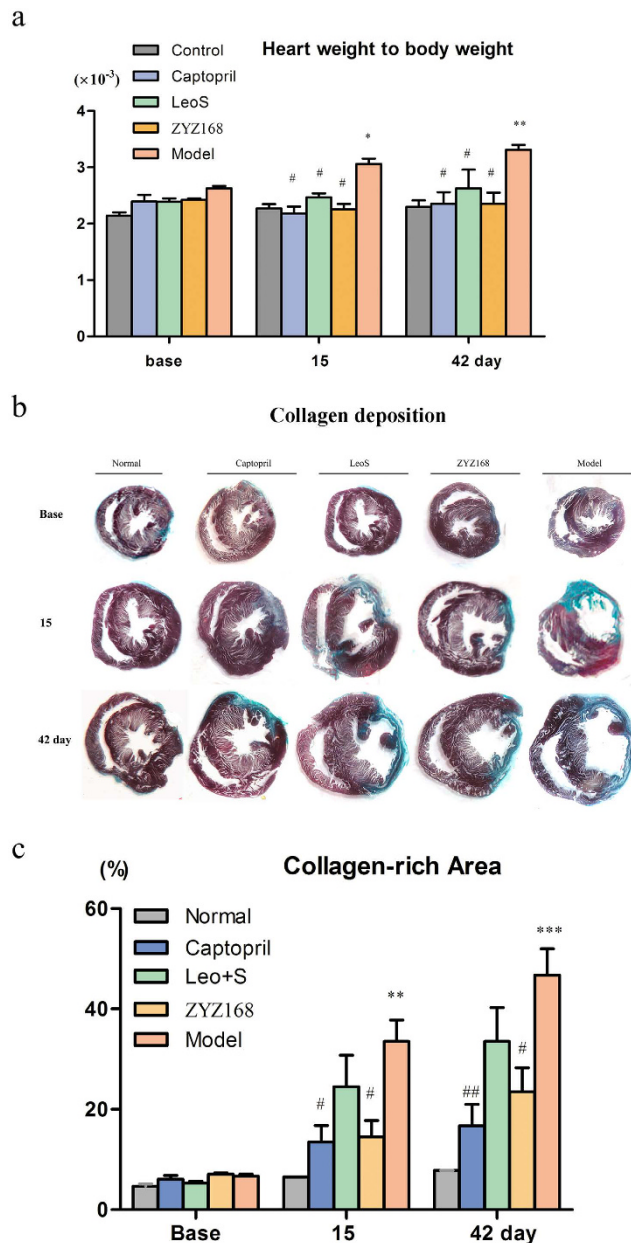 a
Heart weight to body weight
(×10⁻³)
Control
Captopril
LeoS
ZYZ168
Model
4
3
2
1
0
# # # *
# # # **
base 15 42 day
b
Collagen deposition
Normal Captopril LeoS ZYZ168 Model
Base
15
42 day
c
(%) Collagen-rich Area
Normal
Captopril
Leo+S
ZYZ168
Model
60
40
20
0
# # **
## # ***
Base 15 42 day